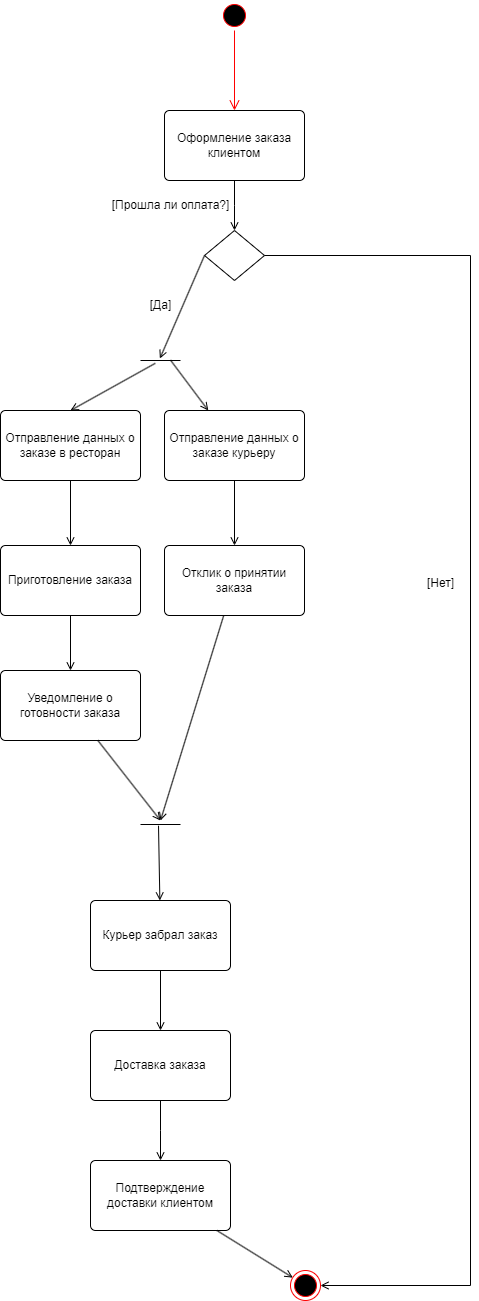 Оформление заказа
клиентом
[Прошла ли оплата?]
[Да]
Отправление данных о
заказе в ресторан
Отправление данных о
заказе курьеру
Приготовление заказа
Отклик о принятии
заказа
[Нет]
Уведомление о
готовности заказа
Курьер забрал заказ
Доставка заказа
Подтверждение
доставки клиентом